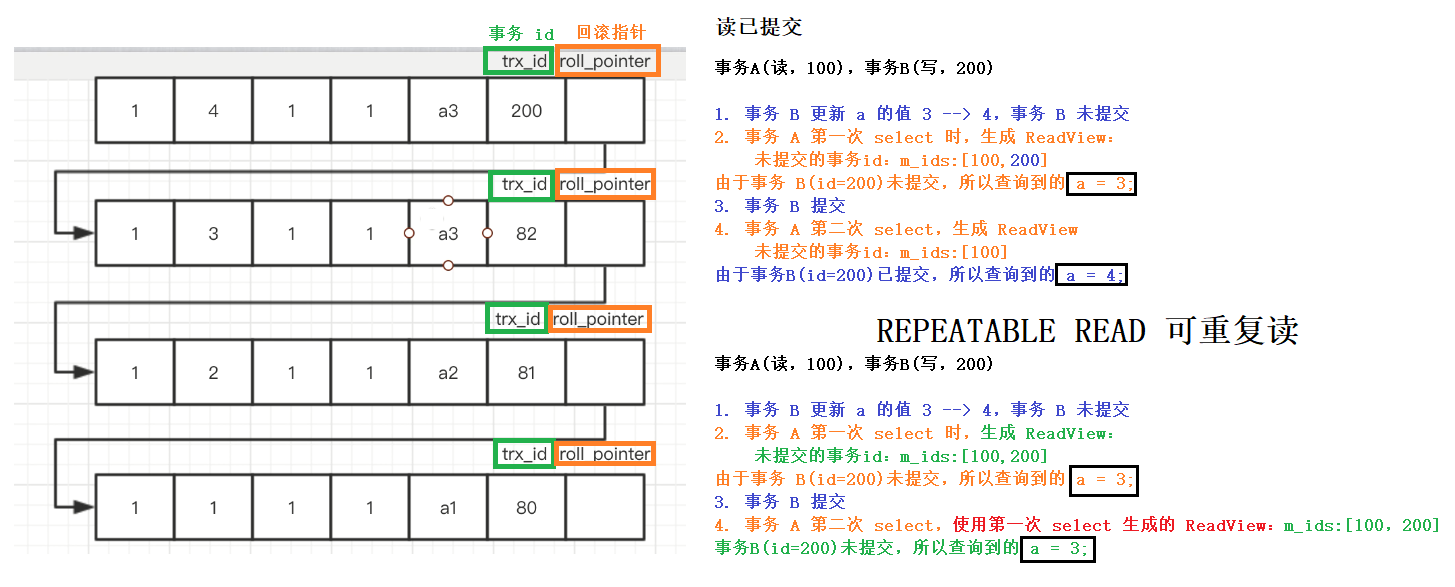 事务 id 回滚指针
trx_id roll_pointer
1 4 1 1 a3 200
trx_id roll_pointer
1 3 1 1 a3 82
trx_id roll_pointer
1 2 1 1 a2 81
trx_id roll_pointer
1 1 1 1 a1 80
读已提交
事务A(读，100)，事务B(写，200)
1. 事务 B 更新 a 的值 3 --> 4，事务 B 未提交
2. 事务 A 第一次 select 时，生成 ReadView：
未提交的事务id：m_ids:[100,200]
由于事务 B(id=200)未提交，所以查询到的 a = 3;
3. 事务 B 提交
4. 事务 A 第二次 select，生成 ReadView
未提交的事务id：m_ids:[100]
由于事务B(id=200)已提交，所以查询到的 a = 4;
REPEATABLE READ 可重复读
事务A(读，100)，事务B(写，200)
1. 事务 B 更新 a 的值 3 --> 4，事务 B 未提交
2. 事务 A 第一次 select 时，生成 ReadView：
未提交的事务id：m_ids:[100,200]
由于事务 B(id=200)未提交，所以查询到的 a = 3;
3. 事务 B 提交
4. 事务 A 第二次 select，使用第一次 select 生成的 ReadView：m_ids:[100，200]
事务B(id=200)未提交，所以查询到的 a = 3;